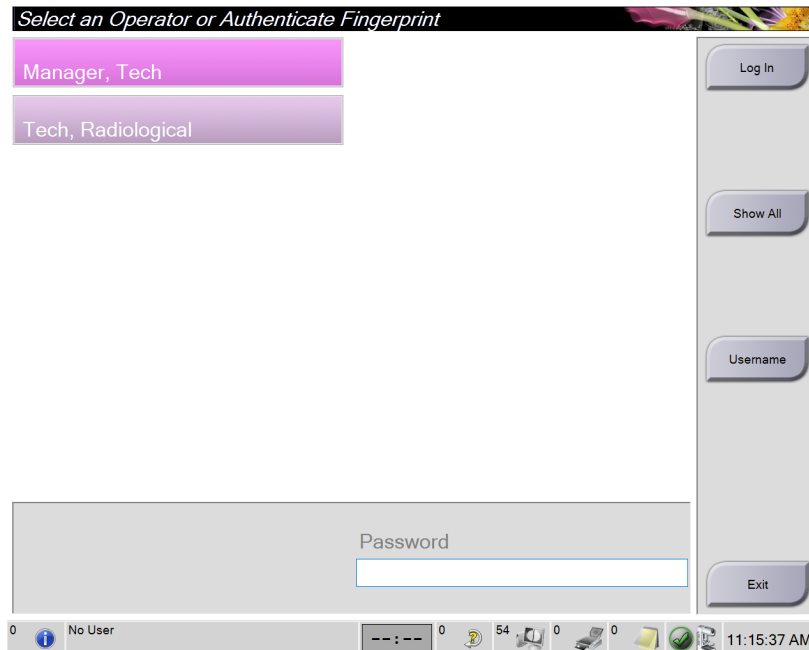 Select an Operator or Authenticate Fingerprint
Manager, Tech
Tech, Radiological
Log In
Show All
Username
Password
Exit
0 No User --:-- 0 54 0 0 11:15:37 AM